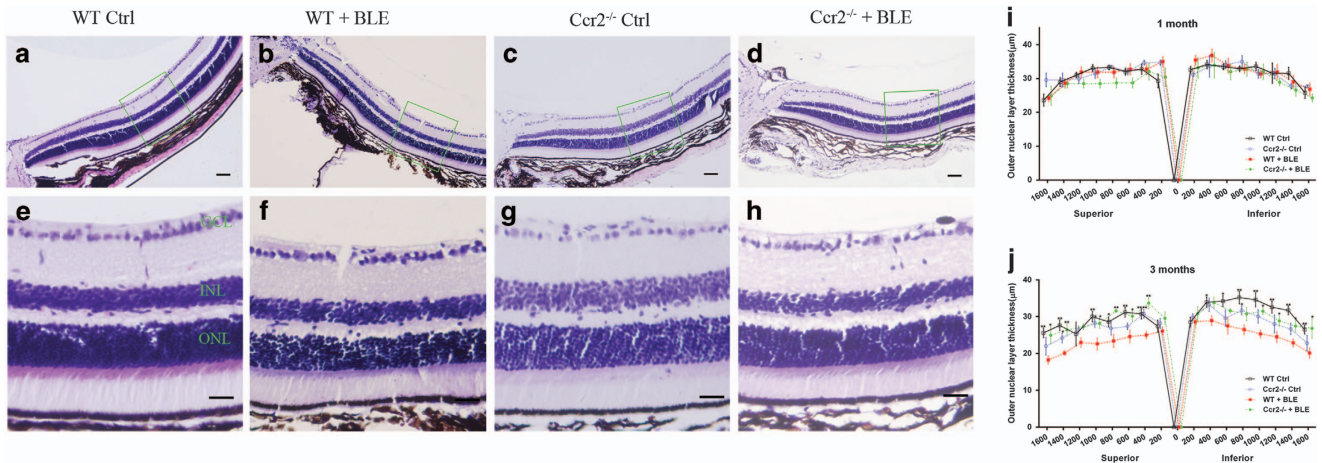 WT Ctrl
WT + BLE
Ccr2-/- Ctrl
Ccr2-/- + BLE
a
b
c
d
e
f
g
h
GCL
INL
ONL
i
1 month
Outer nuclear layer thickness(μm)
40
30
20
10
0
WT Ctrl
Ccr2-/- Ctrl
WT + BLE
Ccr2-/- + BLE
1600 1400 1200 1000 800 600 400 200 0 200 400 600 800 1000 1200 1400 1600
Superior
Inferior
j
3 months
Outer nuclear layer thickness(μm)
40
30
20
10
0
WT Ctrl
Ccr2-/- Ctrl
WT + BLE
Ccr2-/- + BLE
1600 1400 1200 1000 800 600 400 200 0 200 400 600 800 1000 1200 1400 1600
Superior
Inferior